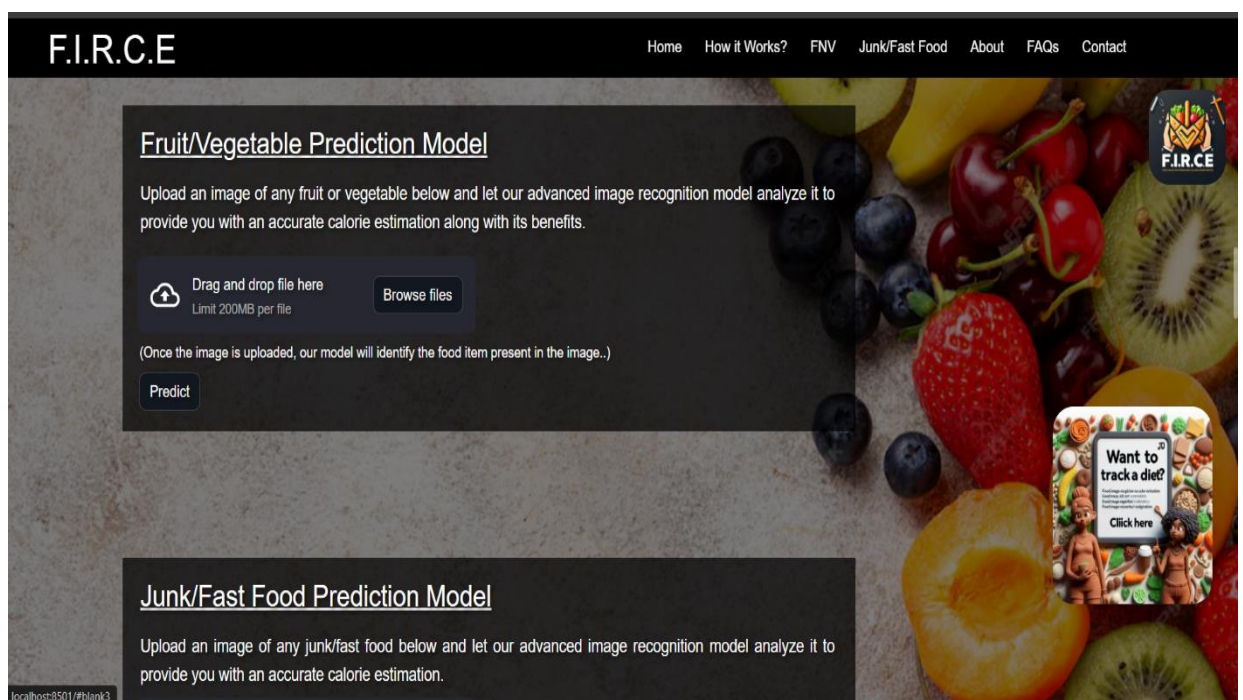 F.I.R.C.E
Home How it Works? FNV Junk/Fast Food About FAQs Contact
F.I.R.C.E
Fruit/Vegetable Prediction Model
Upload an image of any fruit or vegetable below and let our advanced image recognition model analyze it to
provide you with an accurate calorie estimation along with its benefits.
Drag and drop file here
Limit 200MB per file
Browse files
(Once the image is uploaded, our model will identify the food item present in the image..)
Predict
Want to
track a diet?
Cliick here
Junk/Fast Food Prediction Model
Upload an image of any junk/fast food below and let our advanced image recognition model analyze it to
provide you with an accurate calorie estimation.
localhost:8501/#blank3